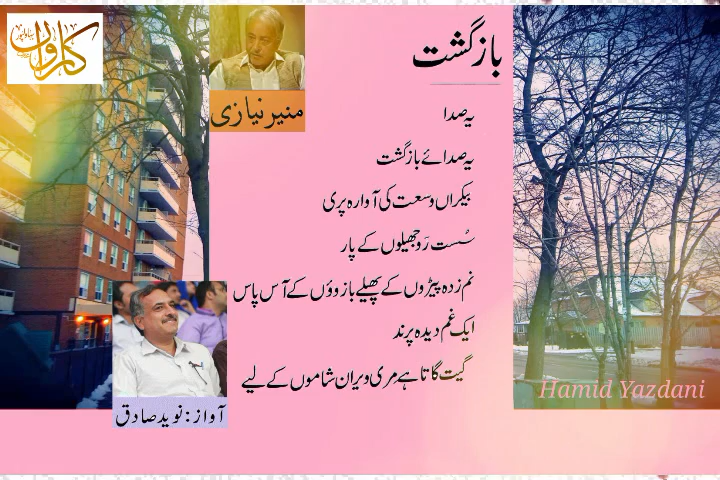 کارواں
بہاولپور
منیر نیازی
بازگشت
یہ صدا
یہ صدائے بازگشت
بیکراں وسعت کی آوارہ پری
سُست رَو جھیلوں کے پار
نم زدہ پیڑوں کے پھیلے بازوؤں کے آس پاس
ایک غم دیدہ پرند
گیت گاتا ہے مری ویران شاموں کے لیے
آواز : نوید صادق
Hamid Yazdani